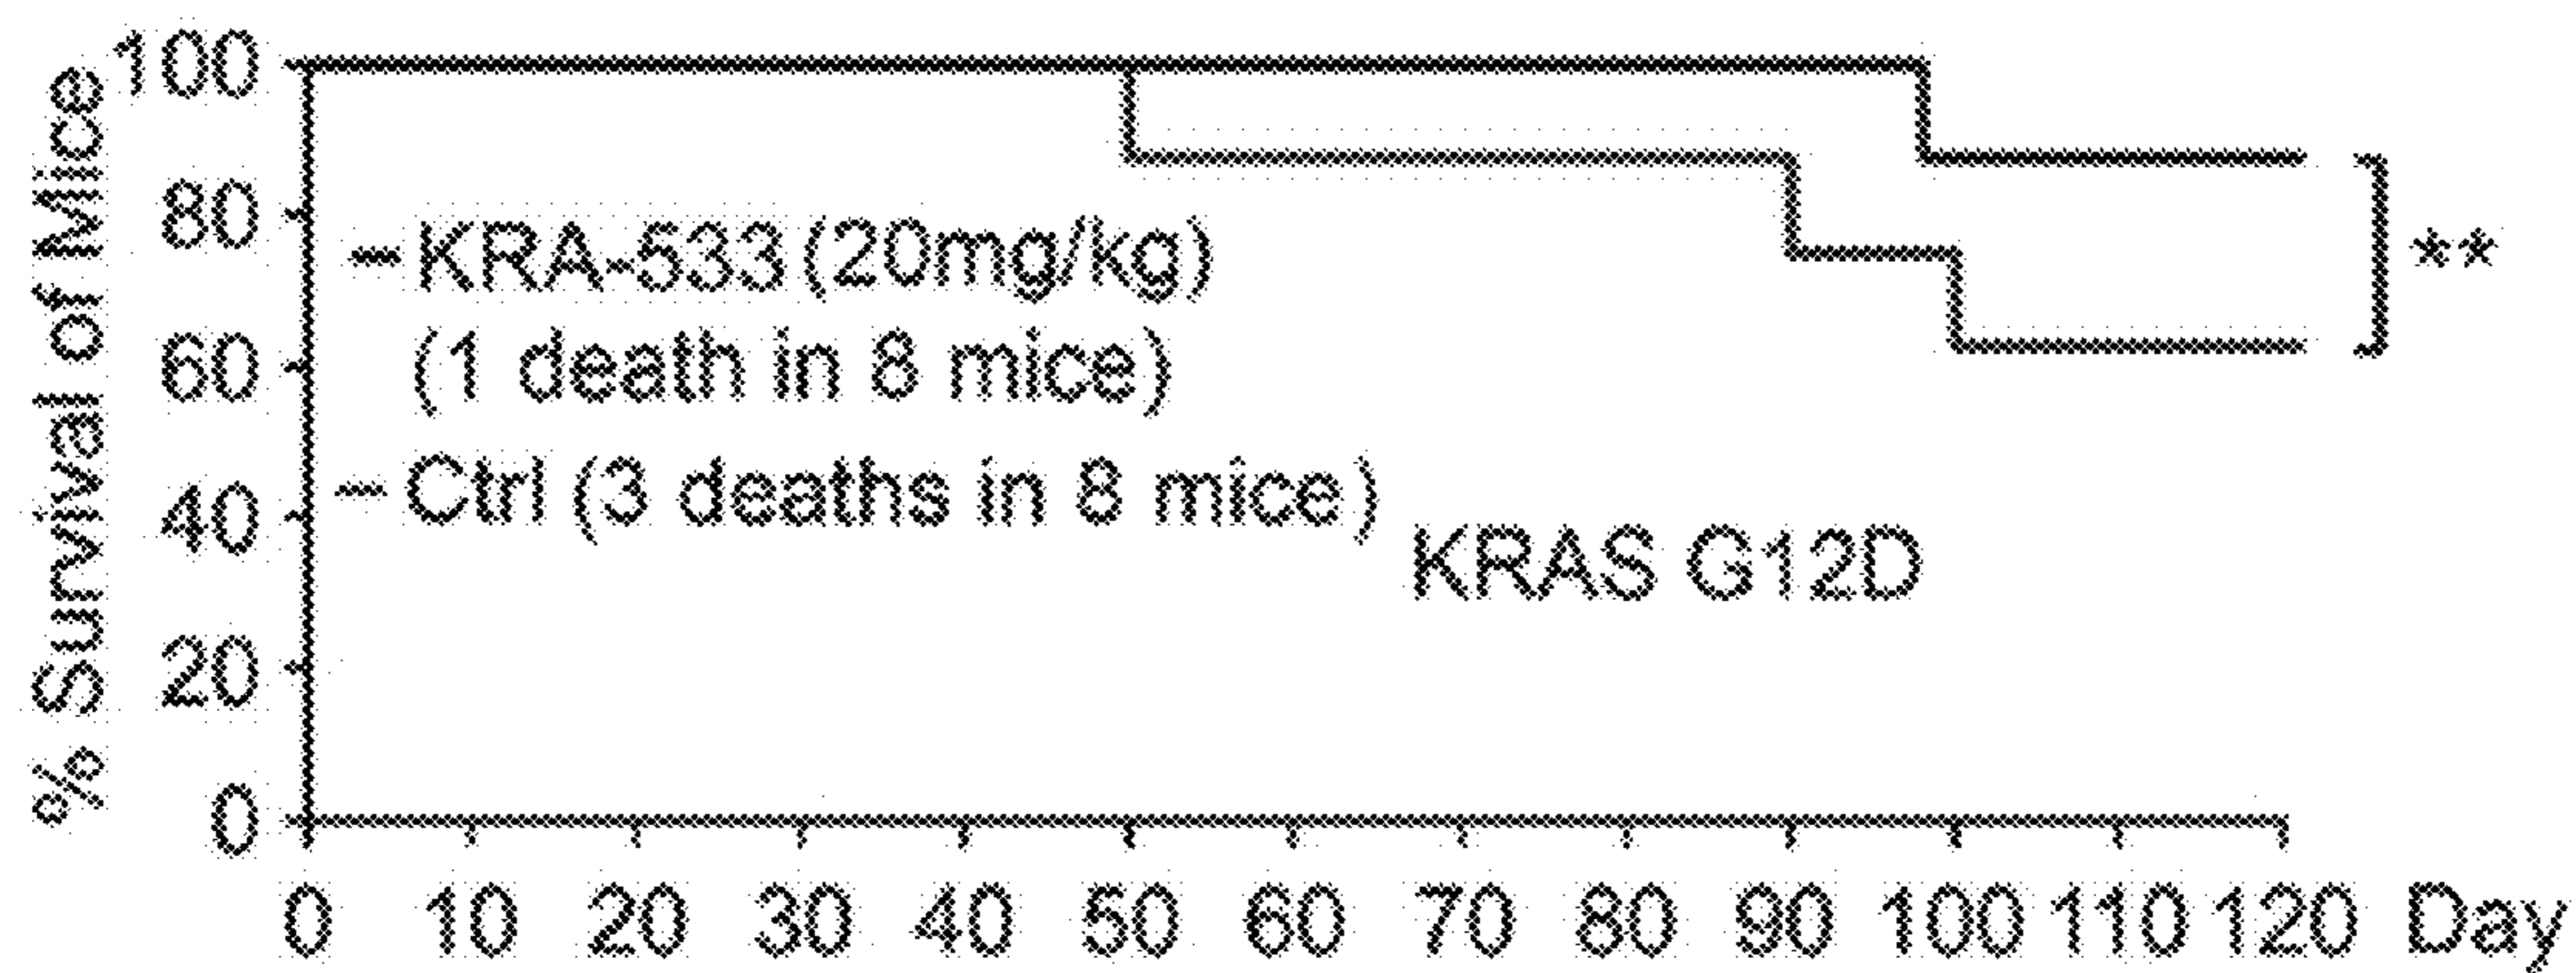 % Survival of Mice
100
80
60
40
20
0
KRA-533 (20mg/kg)
(1 death in 8 mice)
Ctrl (3 deaths in 8 mice)
KRAS G12D
**
0 10 20 30 40 50 60 70 80 90 100 110 120 Day